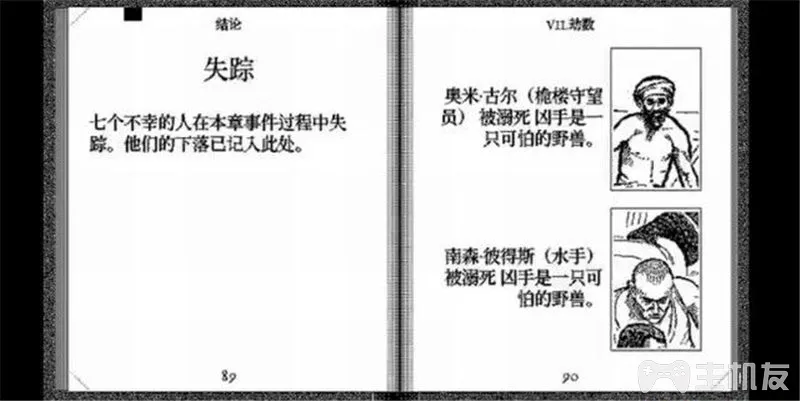 结论
失踪
七个不幸的人在本章事件过程中失
踪。他们的下落已记入此处。
89
VII.劫数
奥米·古尔（桅楼守望
员） 被溺死 凶手是一
只可怕的野兽。
南森·彼得斯（水手）
被溺死 凶手是一只可
怕的野兽。
90
主机友